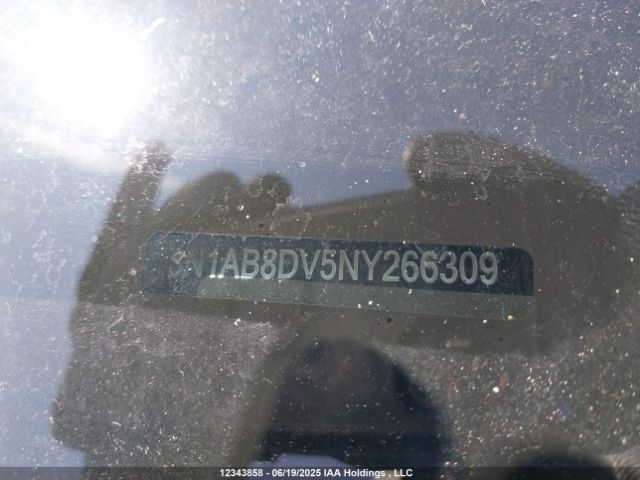 N1AB8DV5NY266309
12343858 - 06/19/2025 IAA Holdings , LLC